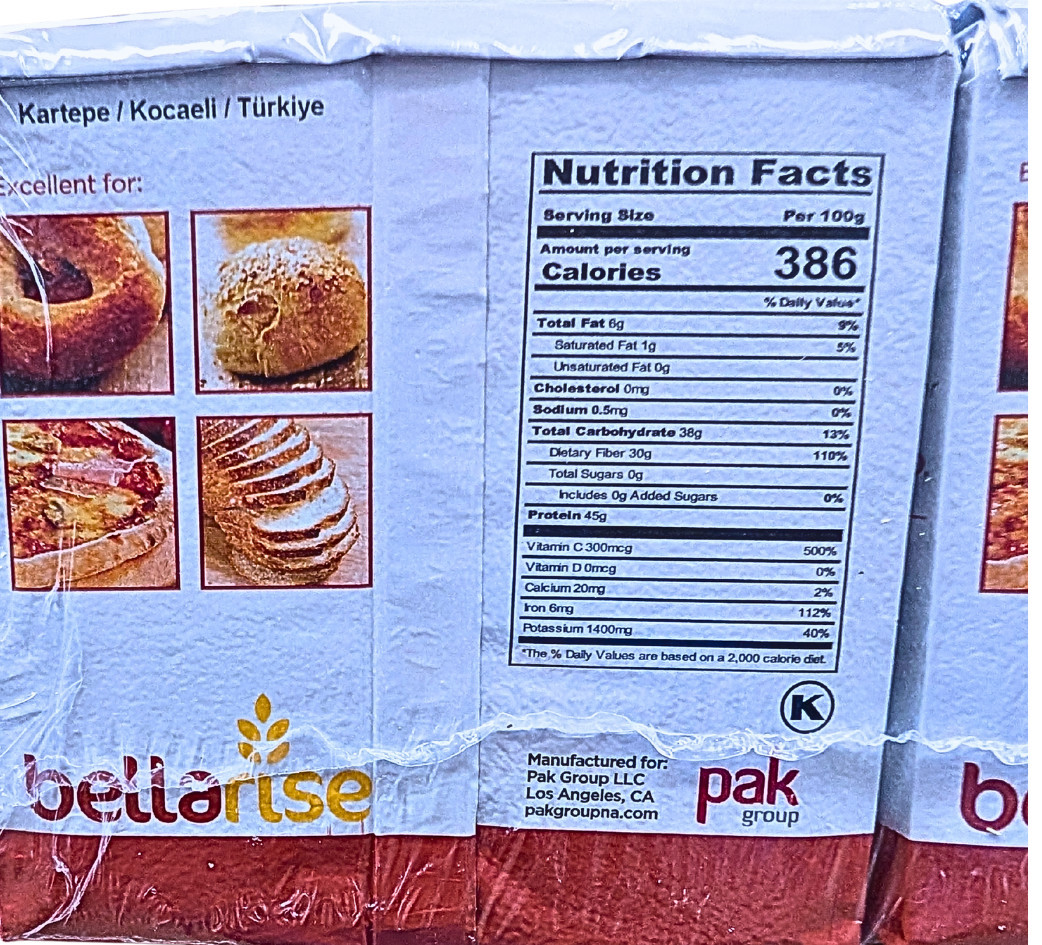 Kartepe / Kocaeli / Türkiye
Excellent for:
bellarise
Nutrition Facts
Serving Size Per 100g
Amount per serving
Calories 386
% Daily Value*
Total Fat 6g 9%
Saturated Fat 1g 5%
Unsaturated Fat 0g
Cholesterol 0mg 0%
Sodium 0.5mg 0%
Total Carbohydrate 38g 13%
Dietary Fiber 30g 110%
Total Sugars 0g
Includes 0g Added Sugars 0%
Protein 45g
Vitamin C 300mcg 500%
Vitamin D 0mcg 0%
Calcium 20mg 2%
Iron 6mg 112%
Potassium 1400mg 40%
*The % Daily Values are based on a 2,000 calorie diet.
K
Manufactured for:
Pak Group LLC
Los Angeles, CA
pakgroupna.com
pak
group